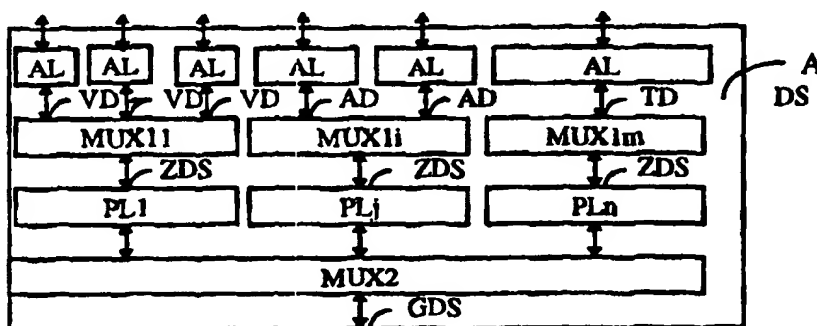 AL AL AL AL AL AL A
VD VD VD AD AD TD DS
MUX11 MUX1i MUX1m
ZDS ZDS ZDS
PL1 PLj PLn
MUX2
GDS